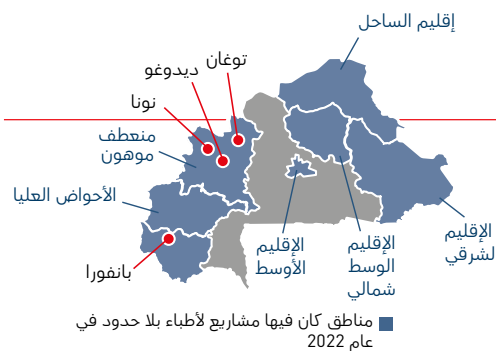 إقليم الساحل
توغان
ديدوغو
نونا
منعطف
موهون
الأحواض العليا
بانفورا
الإقليم
الأوسط
الإقليم
الوسط
شمالي
الإقليم
لشرقي
مناطق كان فيها مشاريع لأطباء بلا حدود في
عام 2022